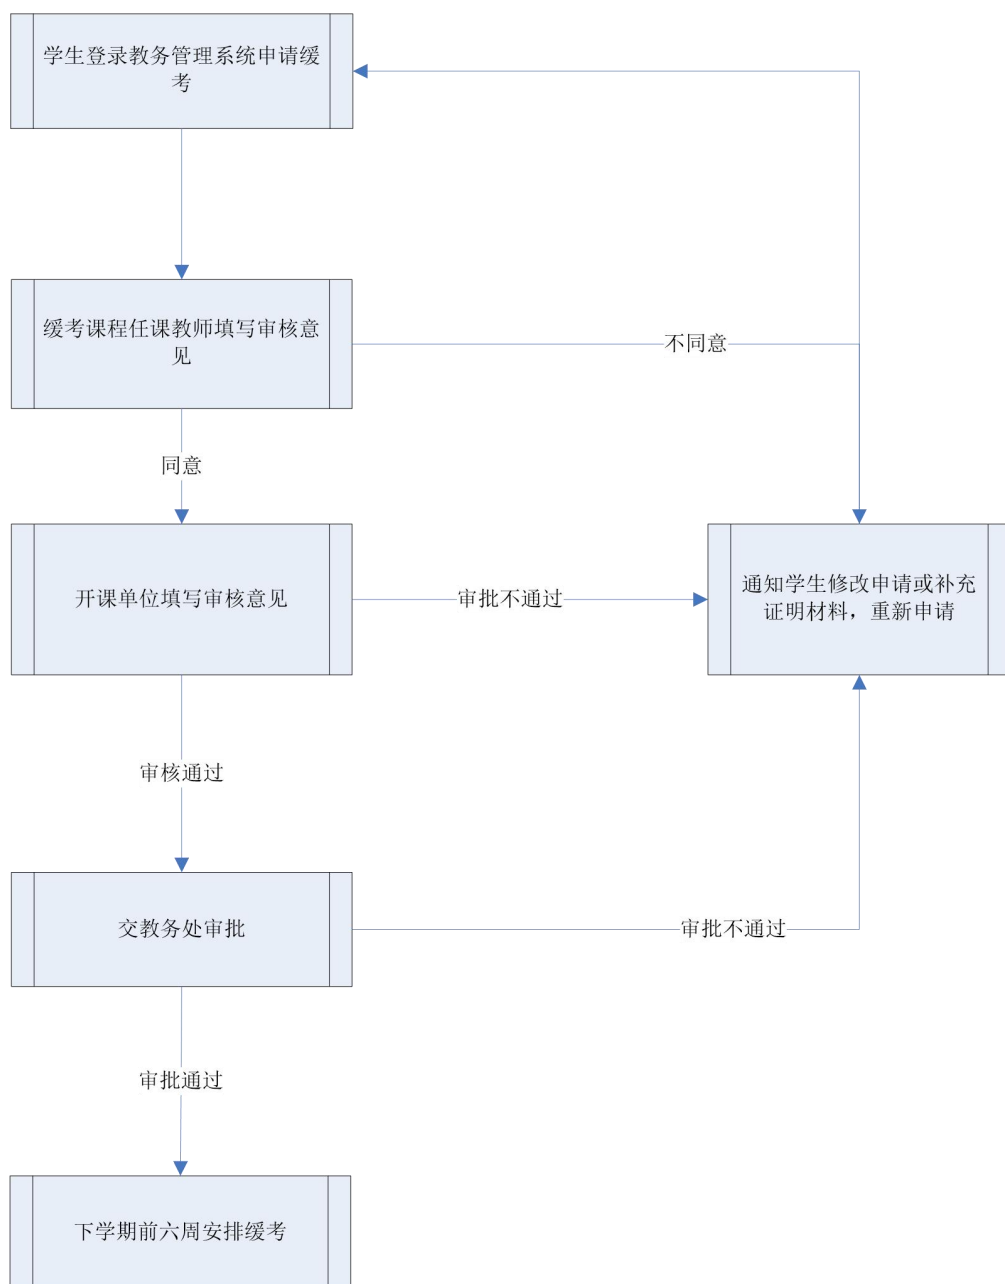 学生登录教务管理系统申请缓
考
缓考课程任课教师填写审核意
见
不同意
同意
开课单位填写审核意见
审批不通过
通知学生修改申请或补充
证明材料，重新申请
审核通过
交教务处审批
审批不通过
审批通过
下学期前六周安排缓考